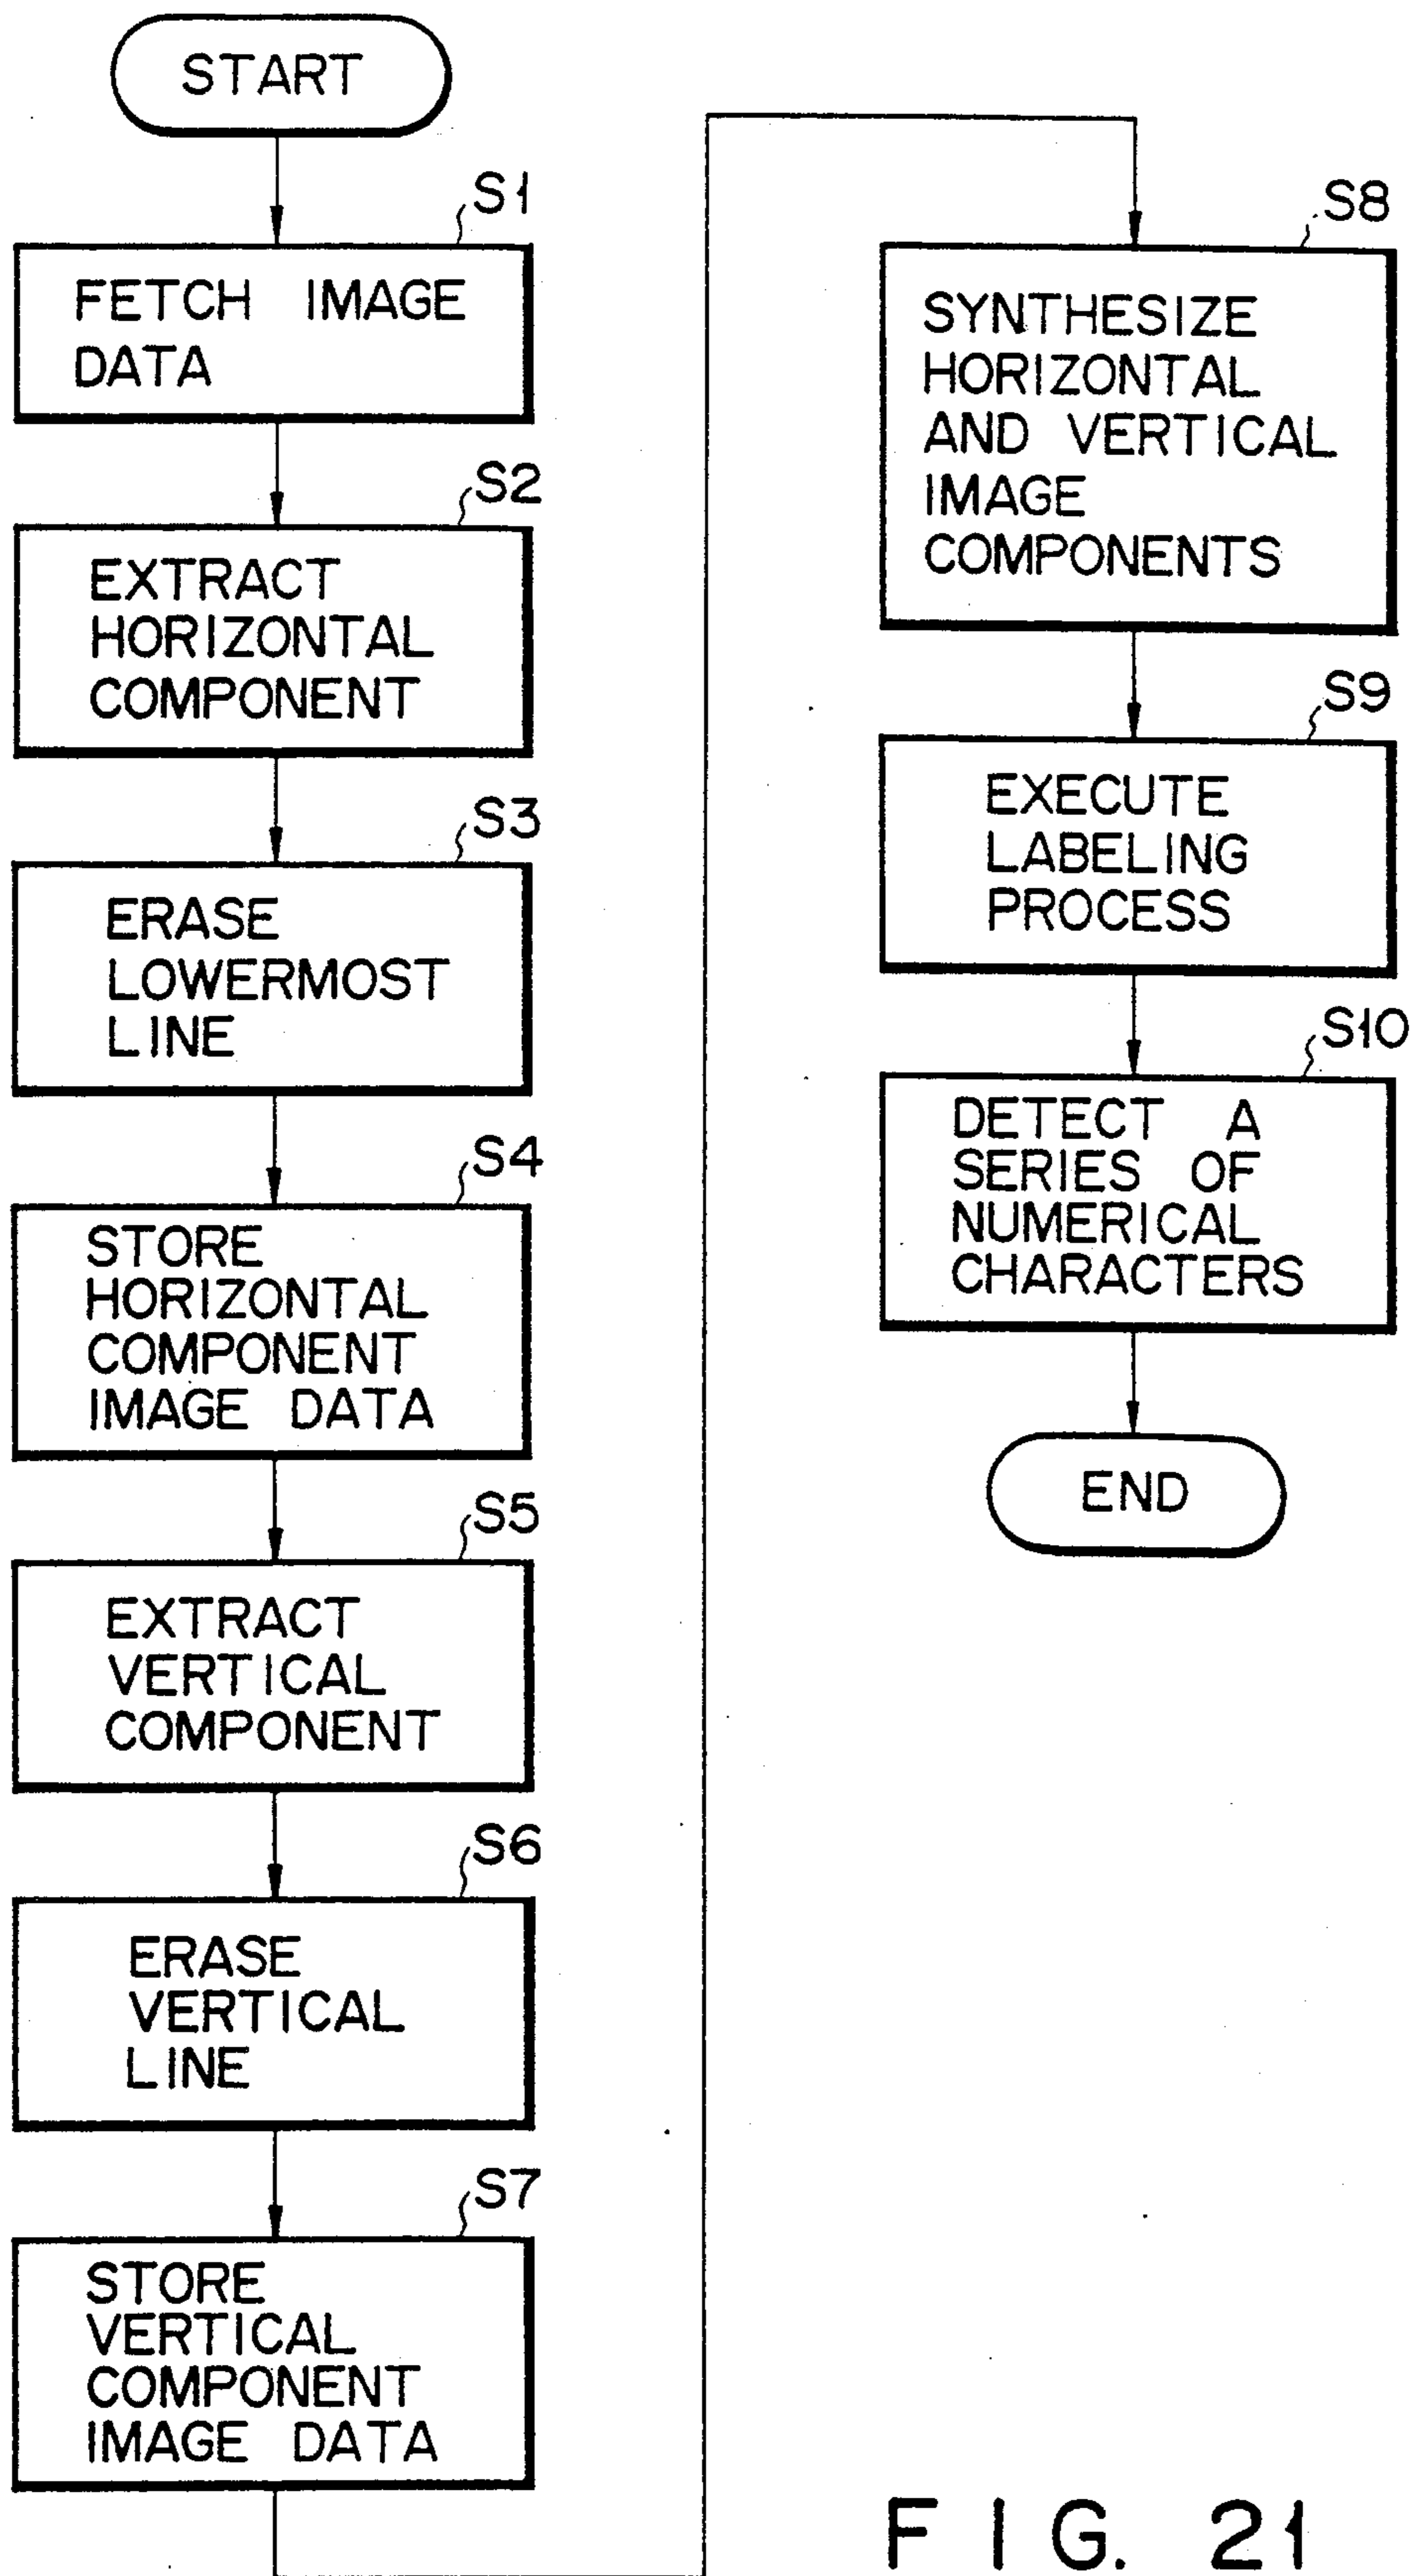 START
S1
FETCH IMAGE
DATA
S2
EXTRACT
HORIZONTAL
COMPONENT
S3
ERASE
LOWERMOST
LINE
S4
STORE
HORIZONTAL
COMPONENT
IMAGE DATA
S5
EXTRACT
VERTICAL
COMPONENT
S6
ERASE
VERTICAL
LINE
S7
STORE
VERTICAL
COMPONENT
IMAGE DATA
S8
SYNTHESIZE
HORIZONTAL
AND VERTICAL
IMAGE
COMPONENTS
S9
EXECUTE
LABELING
PROCESS
S10
DETECT A
SERIES OF
NUMERICAL
CHARACTERS
END
FIG. 21